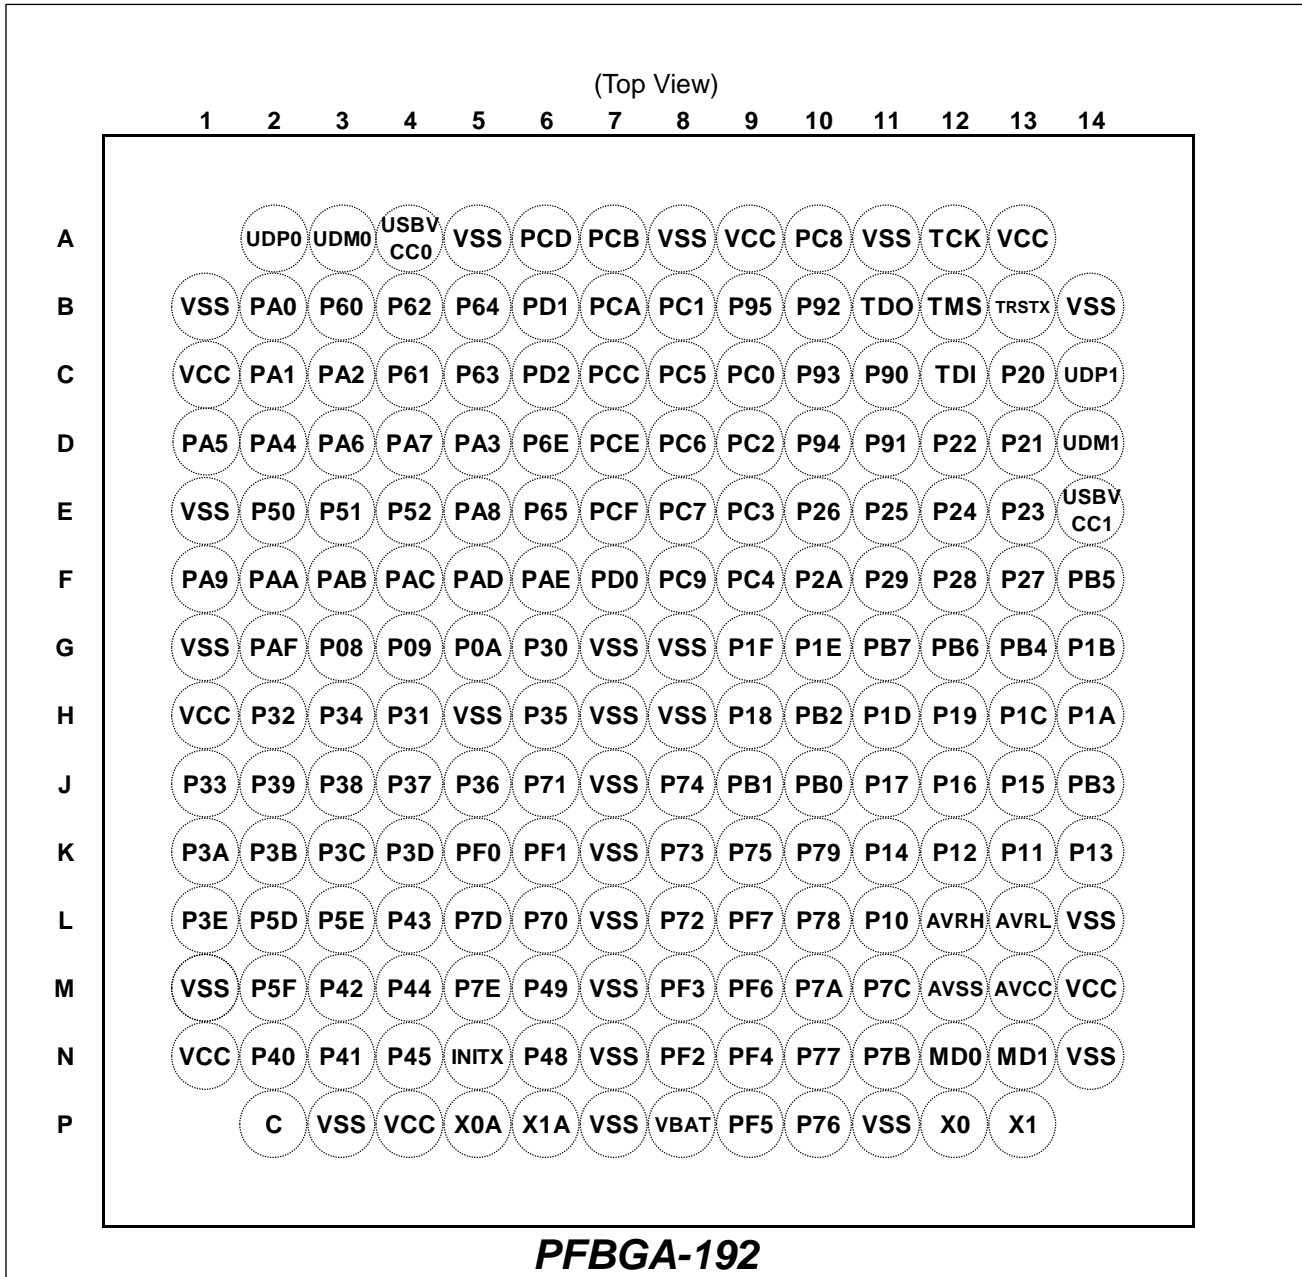 (Top View)
1 2 3 4 5 6 7 8 9 10 11 12 13 14
A UDP0 UDM0 USBV CC0 VSS PCD PCB VSS VCC PC8 VSS TCK VCC
B VSS PA0 P60 P62 P64 PD1 PCA PC1 P95 P92 TDO TMS TRSTX VSS
C VCC PA1 PA2 P61 P63 PD2 PCC PC5 PC0 P93 P90 TDI P20 UDP1
D PA5 PA4 PA6 PA7 PA3 P6E PCE PC6 PC2 P94 P91 P22 P21 UDM1
E VSS P50 P51 P52 PA8 P65 PCF PC7 PC3 P26 P25 P24 P23 USBV CC1
F PA9 PAA PAB PAC PAD PAE PD0 PC9 PC4 P2A P29 P28 P27 PB5
G VSS PAF P08 P09 P0A P30 VSS VSS P1F P1E PB7 PB6 PB4 P1B
H VCC P32 P34 P31 VSS P35 VSS VSS P18 PB2 P1D P19 P1C P1A
J P33 P39 P38 P37 P36 P71 VSS P74 PB1 PB0 P17 P16 P15 PB3
K P3A P3B P3C P3D PF0 PF1 VSS P73 P75 P79 P14 P12 P11 P13
L P3E P5D P5E P43 P7D P70 VSS P72 PF7 P78 P10 AVRH AVRL VSS
M VSS P5F P42 P44 P7E P49 VSS PF3 PF6 P7A P7C AVSS AVCC VCC
N VCC P40 P41 P45 INITX P48 VSS PF2 PF4 P77 P7B MD0 MD1 VSS
P C VSS VCC X0A X1A VSS VBAT PF5 P76 VSS X0 X1
PFBGA-192